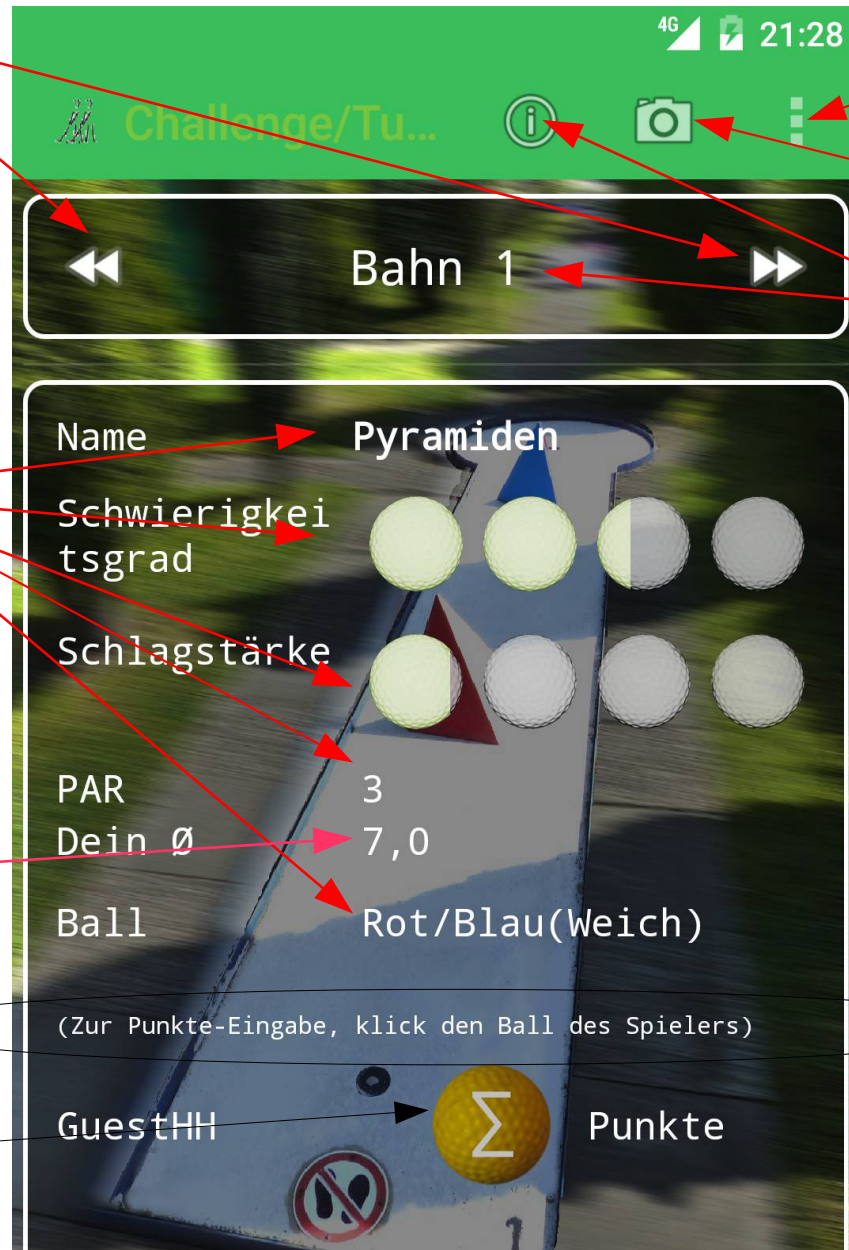 4G 21:28
Challenge/Tu...
Bahn 1
Name Pyramiden
Schwierigkei
tsgrad
Schlagstärke
PAR 3
Dein Ø 7,0
Ball Rot/Blau(Weich)
(Zur Punkte-Eingabe, klick den Ball des Spielers)
GuestHH Σ Punkte
1